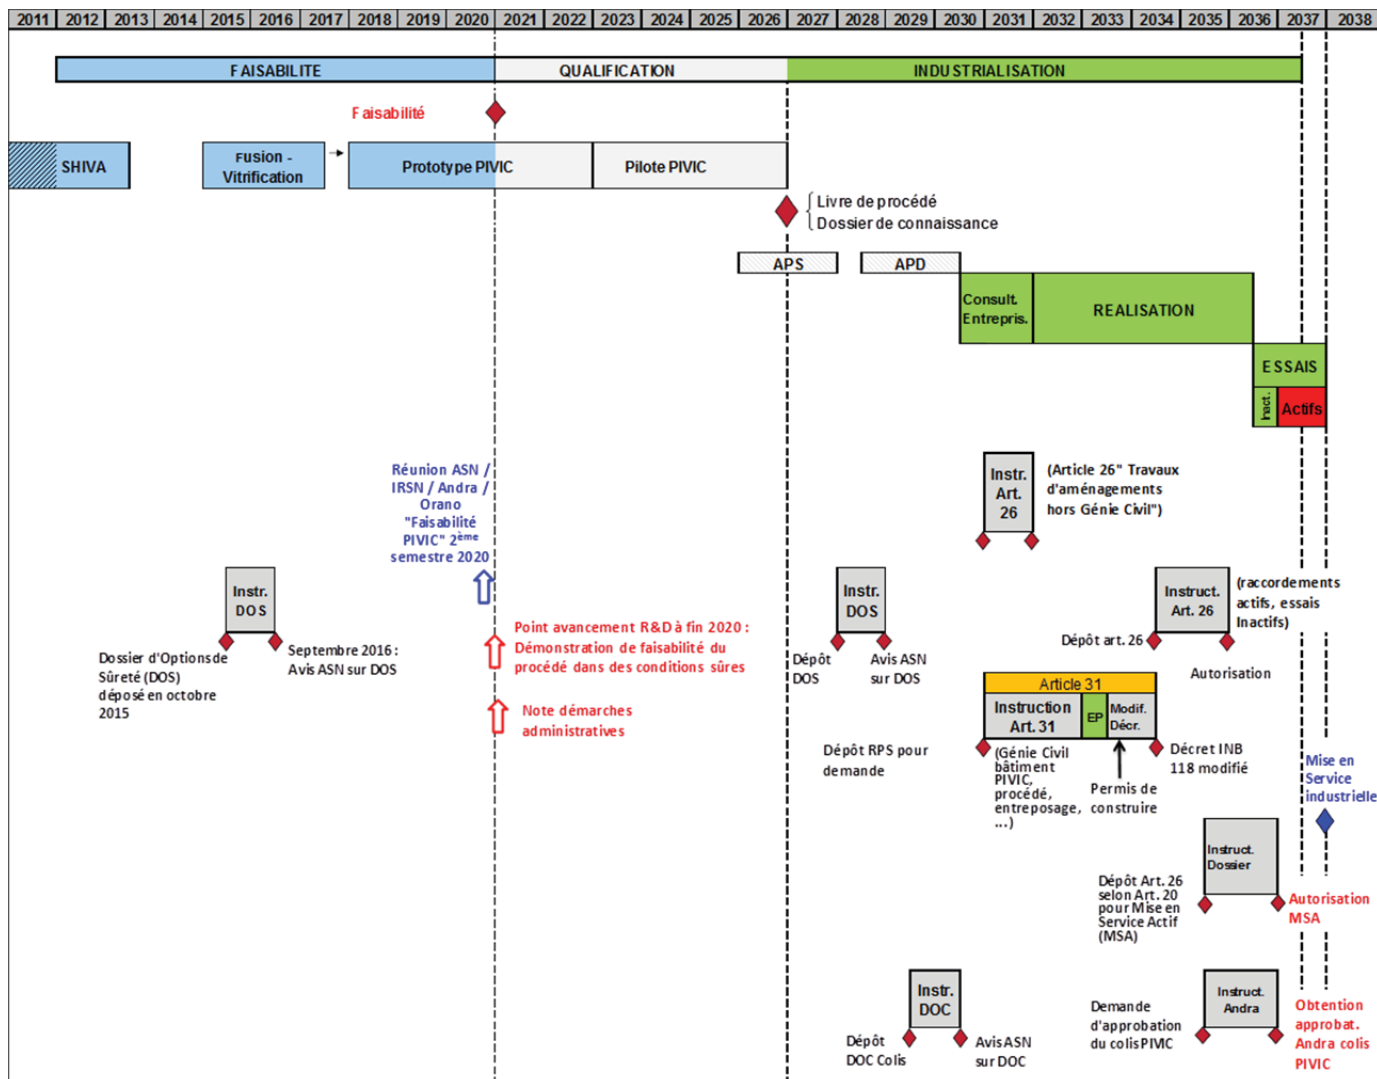 2011 2012 2013 2014 2015 2016 2017 2018 2019 2020 2021 2022 2023 2024 2025 2026 2027 2028 2029 2030 2031 2032 2033 2034 2035 2036 2037 2038
FAISABILITE QUALIFICATION INDUSTRIALISATION
Faisabilité
SHIVA
Fusion -
Vitrification
Prototype PIVIC
Pilote PIVIC
Livre de procédé
Dossier de connaissance
APS
APD
Consult.
Entrepris.
REALISATION
ESSAIS
Inact.
Actifs
Réunion ASN /
IRSN / Andra /
Orano
"Faisabilité
PIVIC" 2ème
semestre 2020
Instr.
Art.
26
(Article 26" Travaux
d'aménagements
hors Génie Civil")
Instr.
DOS
Dossier d'Options de
Sûreté (DOS)
déposé en octobre
2015
Septembre 2016 :
Avis ASN sur DOS
Point avancement R&D à fin 2020 :
Démonstration de faisabilité du
procédé dans des conditions sûres
Note démarches
administratives
Instr.
DOS
Dépôt
DOS
Avis ASN
sur DOS
Instruct.
Art. 26
(raccordements
actifs, essais
Inactifs)
Dépôt art. 26
Autorisation
Article 31
Instruction
Art. 31
EP
Modif.
Décr.
Dépôt RPS pour
demande
(Génie Civil
bâtiment
PIVIC,
procédé,
entreposage,
...)
Permis de
construire
Décret INB
118 modifié
Mise en
Service
industrielle
Instruct.
Dossier
Dépôt Art. 26
selon Art. 20
pour Mise en
Service Actif
(MSA)
Autorisation
MSA
Instr.
DOC
Dépôt
DOC Colis
Avis ASN
sur DOC
Instruct.
Andra
Demande
d'approbation
du colis PIVIC
Obtention
approbat.
Andra colis
PIVIC